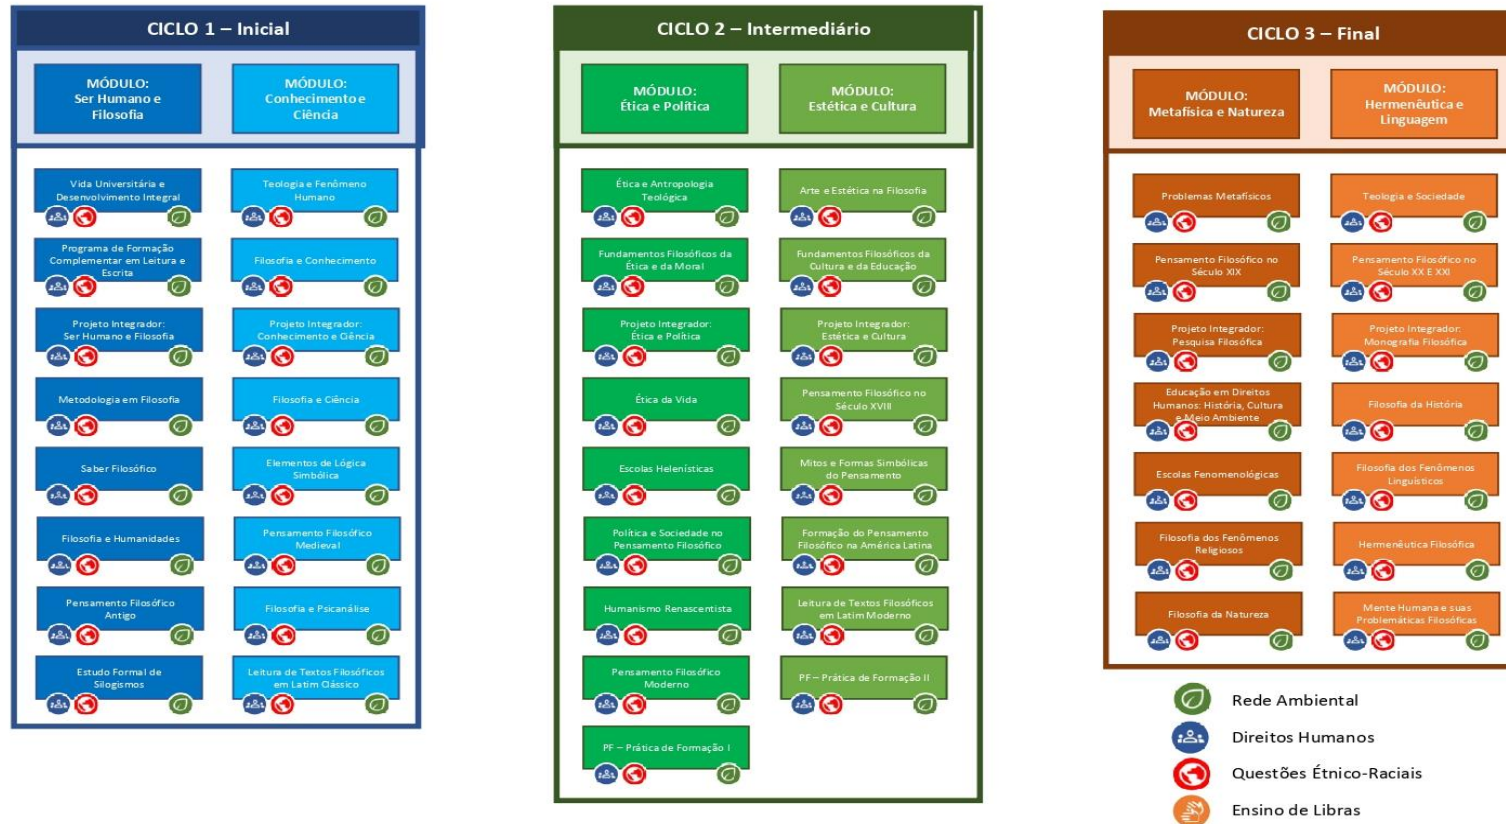 CICLO 1 – Inicial
MÓDULO:
Ser Humano e
Filosofia
MÓDULO:
Conhecimento e
Ciência
Vida Universitária e
Desenvolvimento Integral
Programa de Formação
Complementar em Leitura e
Escrita
Projeto Integrador:
Ser Humano e Filosofia
Metodologia em Filosofia
Saber Filosófico
Filosofia e Humanidades
Pensamento Filosófico
Antigo
Estudo Formal de
Silogismos
Teologia e Fenômeno
Humano
Filosofia e Conhecimento
Projeto Integrador:
Conhecimento e Ciência
Filosofia e Ciência
Elementos de Lógica
Simbólica
Pensamento Filosófico
Medieval
Filosofia e Psicanálise
Leitura de Textos Filosóficos
em Latim Clássico
CICLO 2 – Intermediário
MÓDULO:
Ética e Política
MÓDULO:
Estética e Cultura
Ética e Antropologia
Teológica
Fundamentos Filosóficos da
Ética e da Moral
Projeto Integrador:
Ética e Política
Ética da Vida
Escolas Helenísticas
Política e Sociedade no
Pensamento Filosófico
Humanismo Renascentista
Pensamento Filosófico
Moderno
PF – Prática de Formação I
Arte e Estética na Filosofia
Fundamentos Filosóficos da
Cultura e da Educação
Projeto Integrador:
Estética e Cultura
Pensamento Filosófico no
Século XVIII
Mitos e Formas Simbólicas
do Pensamento
Formação do Pensamento
Filosófico na América Latina
Leitura de Textos Filosóficos
em Latim Moderno
PF – Prática de Formação II
CICLO 3 – Final
MÓDULO:
Metafísica e Natureza
MÓDULO:
Hermenêutica e
Linguagem
Problemas Metafísicos
Pensamento Filosófico no
Século XIX
Projeto Integrador:
Pesquisa Filosófica
Educação em Direitos
Humanos: História, Cultura
e Meio Ambiente
Escolas Fenomenológicas
Filosofia dos Fenômenos
Religiosos
Filosofia da Natureza
Teologia e Sociedade
Pensamento Filosófico no
Século XX E XXI
Projeto Integrador:
Monografia Filosófica
Filosofia da História
Filosofia dos Fenômenos
Linguísticos
Hermenêutica Filosófica
Mente Humana e suas
Problemáticas Filosóficas
Rede Ambiental
Direitos Humanos
Questões Étnico-Raciais
Ensino de Libras